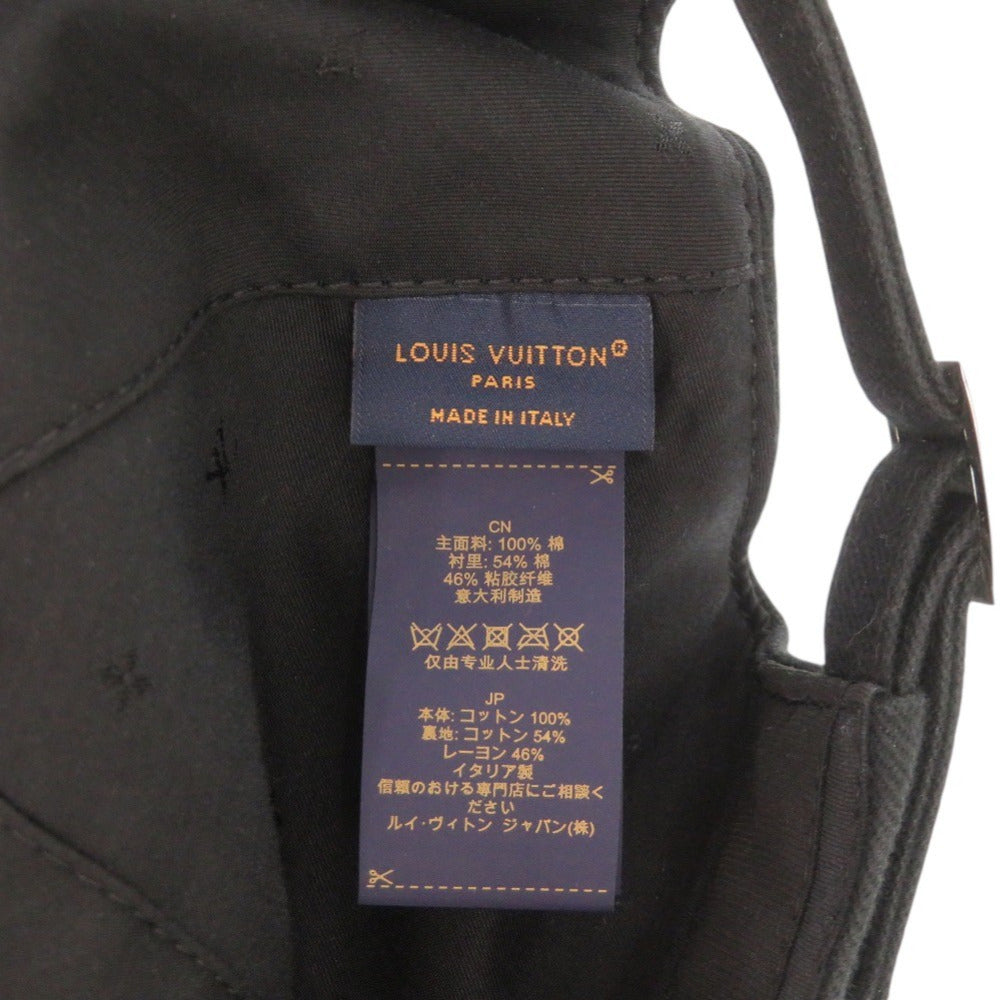 LOUIS VUITTON®
PARIS
MADE IN ITALY
CN
主面料: 100% 棉
衬里: 54% 棉
46% 粘胶纤维
意大利制造
仅由专业人士清洗
JP
本体: コットン 100%
裏地: コットン 54%
レーヨン 46%
イタリア製
信頼のおける専門店にご相談く
ださい
ルイ・ヴィトン ジャパン(株)